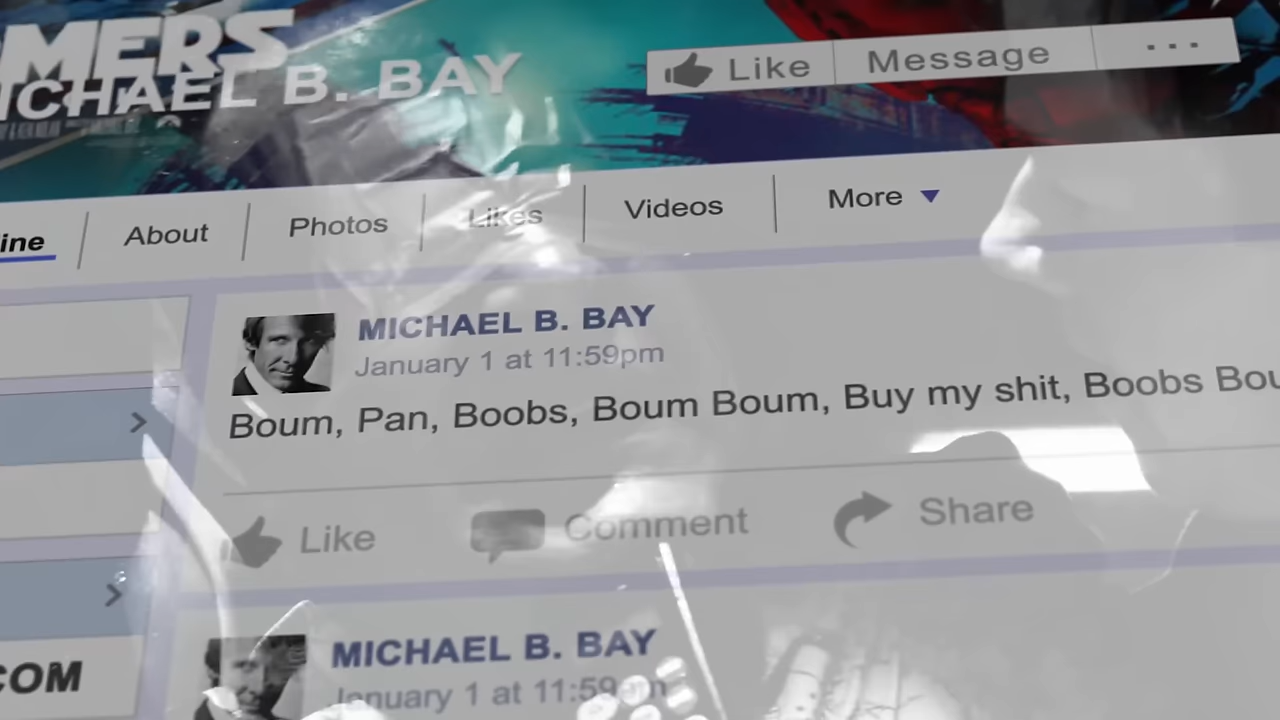 MERS
MICHAEL B. BAY
Like Message ...
ine About Photos Likes Videos More
MICHAEL B. BAY
January 1 at 11:59pm
Boum, Pan, Boobs, Boum Boum, Buy my shit, Boobs Bou
Like Comment Share
MICHAEL B. BAY
January 1 at 11:59pm
COM